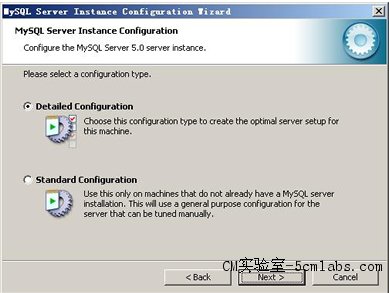 MySQL Server Instance Configuration Wizard
MySQL Server Instance Configuration
Configure the MySQL Server 5.0 server instance.
Please select a configuration type.
Detailed Configuration
Choose this configuration type to create the optimal server setup for
this machine.
Standard Configuration
Use this only on machines that do not already have a MySQL server
installation. This will use a general purpose configuration for the
server that can be tuned manually.
CM实验室-5cmlabs.com
< Back
Next >
Cancel